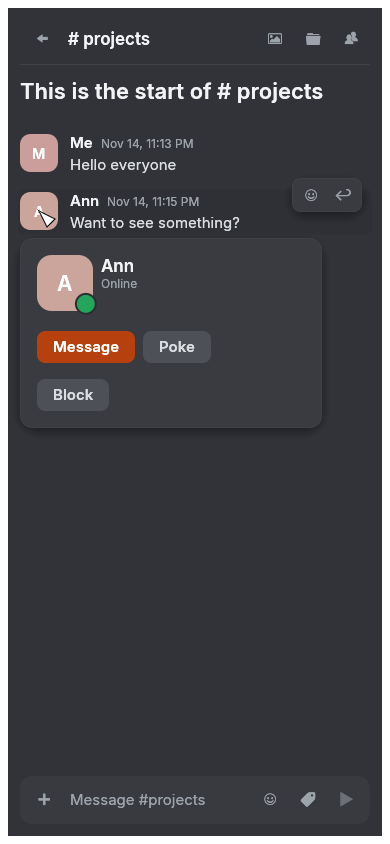 # projects
This is the start of # projects
M
Me Nov 14, 11:13 PM
Hello everyone
Ann Nov 14, 11:15 PM
Want to see something?
A
Ann
Online
Message
Poke
Block
Message #projects